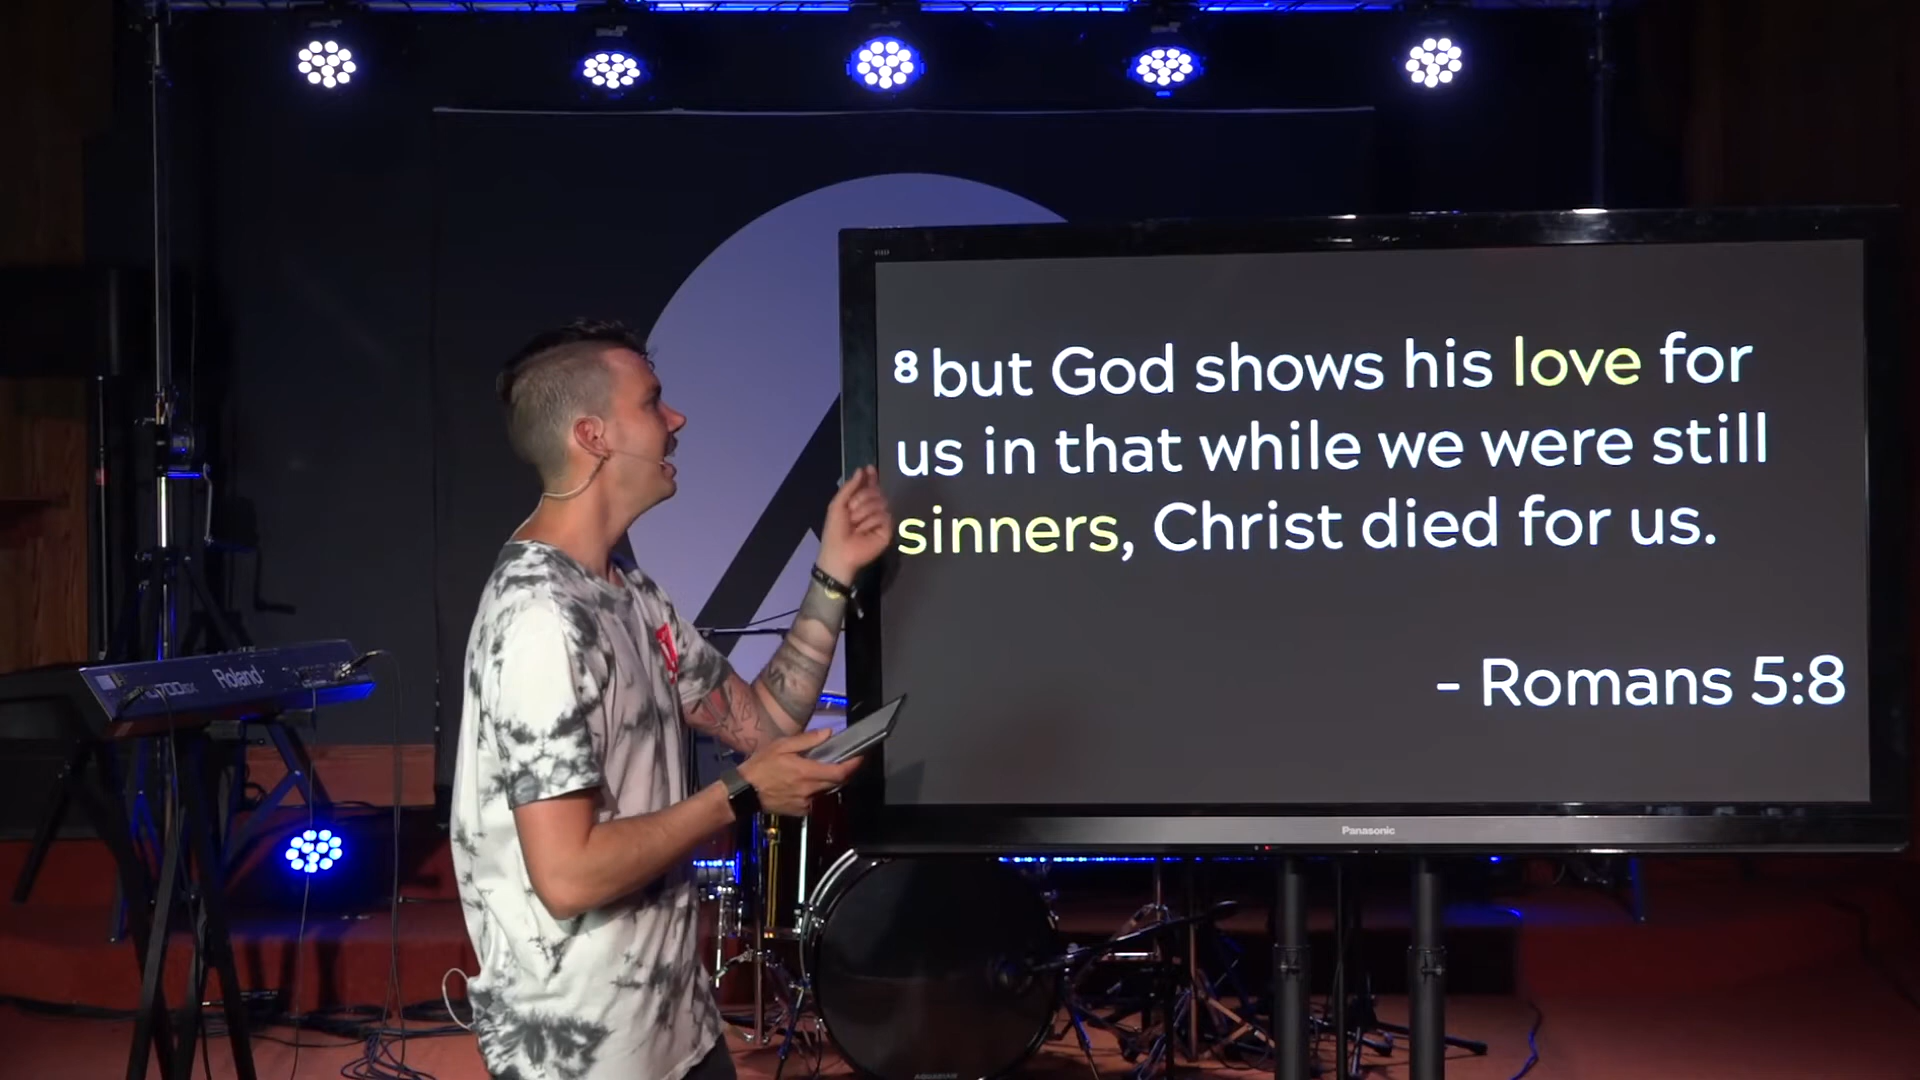 ⁸ but God shows his love for
us in that while we were still
sinners, Christ died for us.
- Romans 5:8
Panasonic
Roland